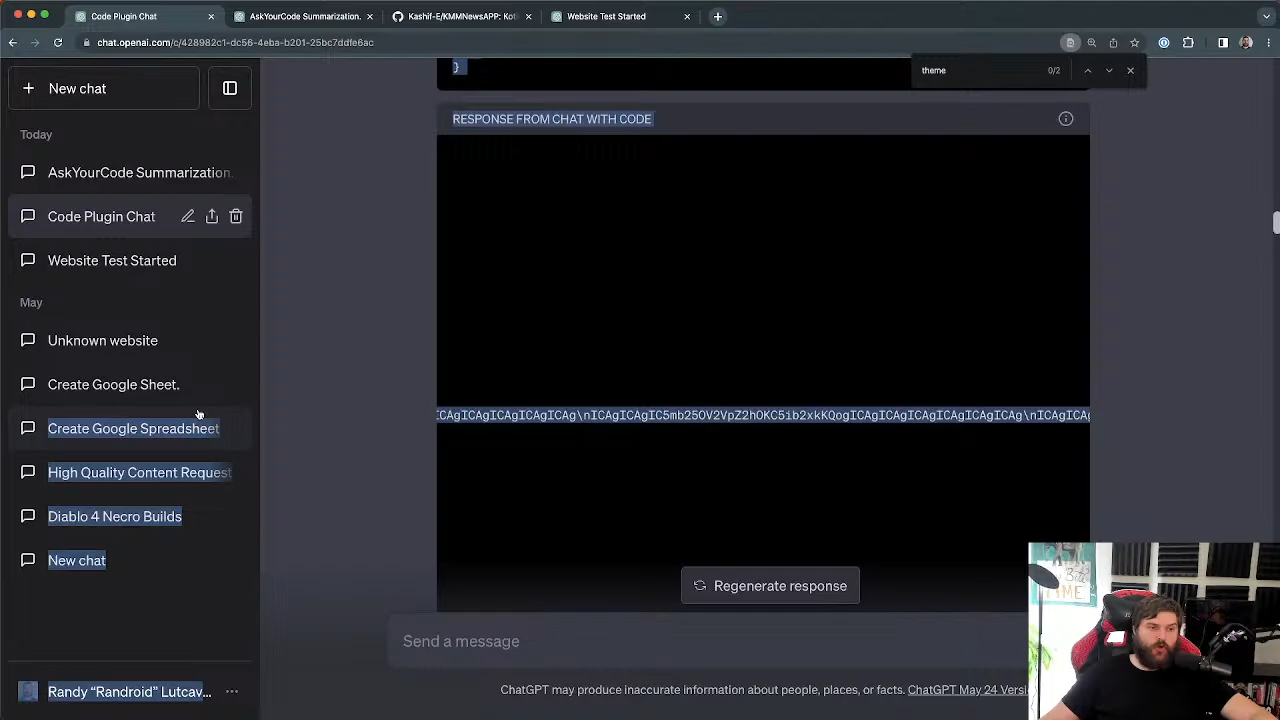 Code Plugin Chat
AskYourCode Summarization.
Kashif-E/KMMNewsAPP: Kot
Website Test Started
chat.openai.com/c/428982c1-dc56-4eba-b201-25bc7ddfe6ac
theme
0/2
New chat
Today
AskYourCode Summarization.
Code Plugin Chat
Website Test Started
May
Unknown website
Create Google Sheet.
Create Google Spreadsheet
High Quality Content Request
Diablo 4 Necro Builds
New chat
Randy “Randroid” Lutcav...
}
RESPONSE FROM CHAT WITH CODE
ICAgICAgICAgICAgICAg\nICAgICAgIC5mb25OV2VpZ2hOKC5ib2xkKQogICAgICAgICAgICAgICAg\nICAgICAg
Regenerate response
Send a message
ChatGPT may produce inaccurate information about people, places, or facts. ChatGPT May 24 Versi